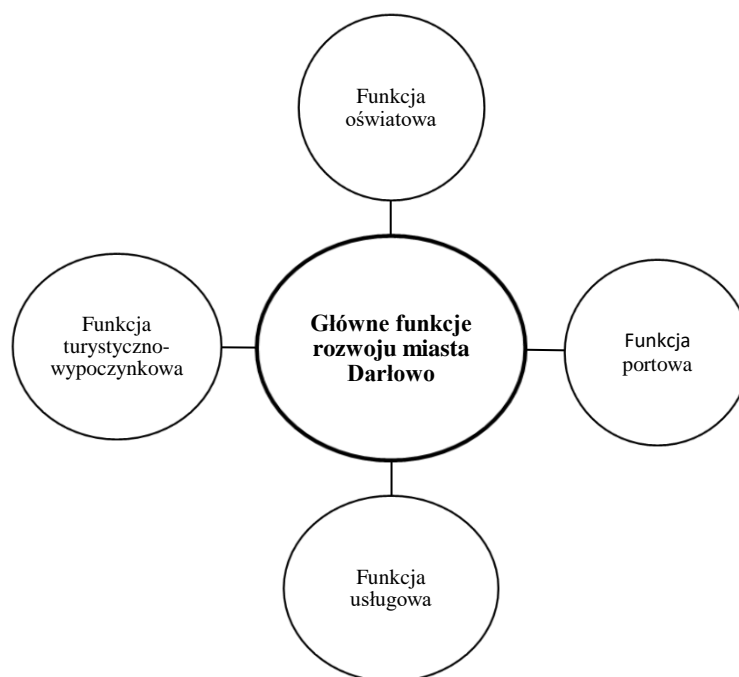 Funkcja
oświatowa
Funkcja
turystyczno-
wypoczynkowa
Główne funkcje
rozwoju miasta
Darłowo
Funkcja
portowa
Funkcja
usługowa